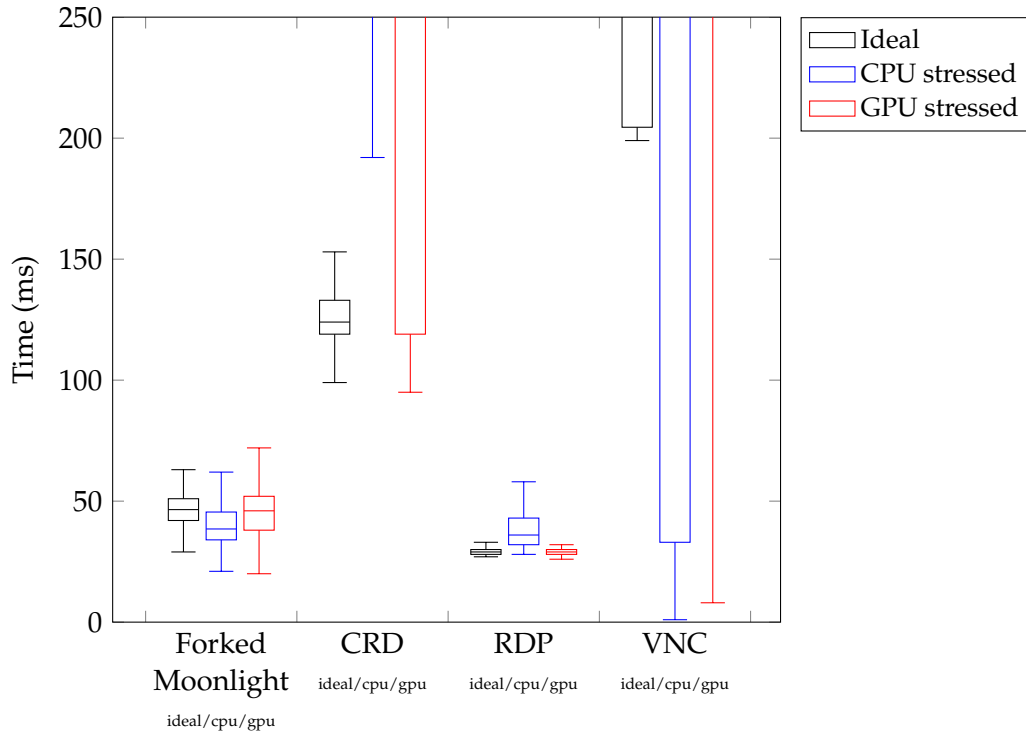 250
200
150
100
50
0
Time (ms)
Ideal
CPU stressed
GPU stressed
Forked
Moonlight
ideal/cpu/gpu
CRD
ideal/cpu/gpu
RDP
ideal/cpu/gpu
VNC
ideal/cpu/gpu